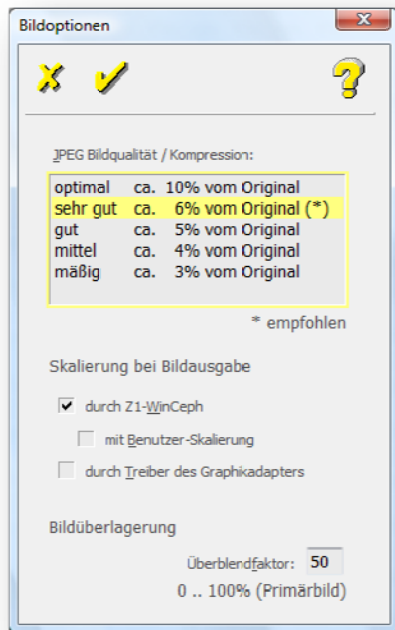 Bildoptionen
JPEG Bildqualität / Kompression:
optimal ca. 10% vom Original
sehr gut ca. 6% vom Original (*)
gut ca. 5% vom Original
mittel ca. 4% vom Original
mäßig ca. 3% vom Original
* empfohlen
Skalierung bei Bildausgabe
durch Z1-WinCeph
mit Benutzer-Skalierung
durch Treiber des Graphikadapters
Bildüberlagerung
Überblendfaktor: 50
0 .. 100% (Primärbild)